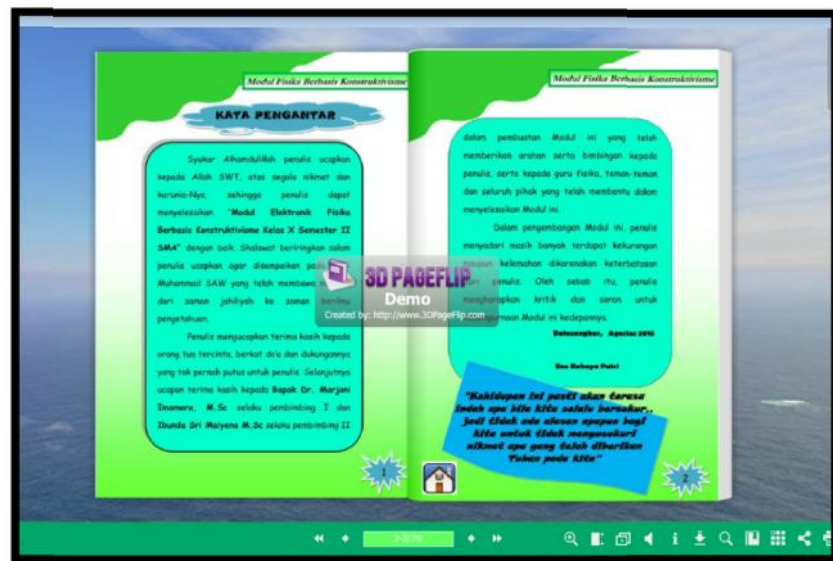 Modul Fisika Berbasis Konstruktivisme
KATA PENGANTAR
Syukur Alhamdulillah penulis ucapkan
kepada Allah SWT, atas segala nikmat dan
karunia-Nya, sehingga penulis dapat
menyelesaikan "Modul Elektronik Fisika
Berbasis Konstruktivisme Kelas X Semester II
SMA" dengan baik. Shalawat beriringkan salam
penulis ucapkan agar disampaikan
Muhammad SAW yang telah membawa
dari zaman jahiliyah ke zaman berilmu
pengetahuan.
Penulis mengucapkan terima kasih kepada
orang tua tercinta, berkat do'a dan dukungannya
yang tak pernah putus untuk penulis. Selanjutnya
ucapan terima kasih kepada Bapak Dr. Marjoni
Imamora, M.Sc selaku pembimbing I dan
Ibunda Sri Maiyena M.Sc selaku pembimbing II
1
Modul Fisika Berbasis Konstruktivisme
dalam pembuatan Modul ini yang telah
memberikan arahan serta bimbingan kepada
penulis, serta kepada guru fisika, teman-teman
dan seluruh pihak yang telah membantu dalam
menyelesaikan Modul ini.
Dalam pengembangan Modul ini, penulis
menyadari masih banyak terdapat kekurangan
maupun kelemahan dikarenakan keterbatasan
penulis. Oleh sebab itu, penulis
mengharapkan kritik dan saran untuk
Modul ini kedepannya.
Batusangkar, Agustus 2016
Rahayu Putri
"Kehidupan ini pasti akan terasa
indah apa bila kita selalu bersukur..
jadi tidak ada alasan apapun bagi
kita untuk tidak mensyukuri
nikmat apa yang telah diberikan
Tuhan pada kita"
2
3D PAGEFLIP
Demo
Created by: http://www.3DPageFlip.com
2-3/74